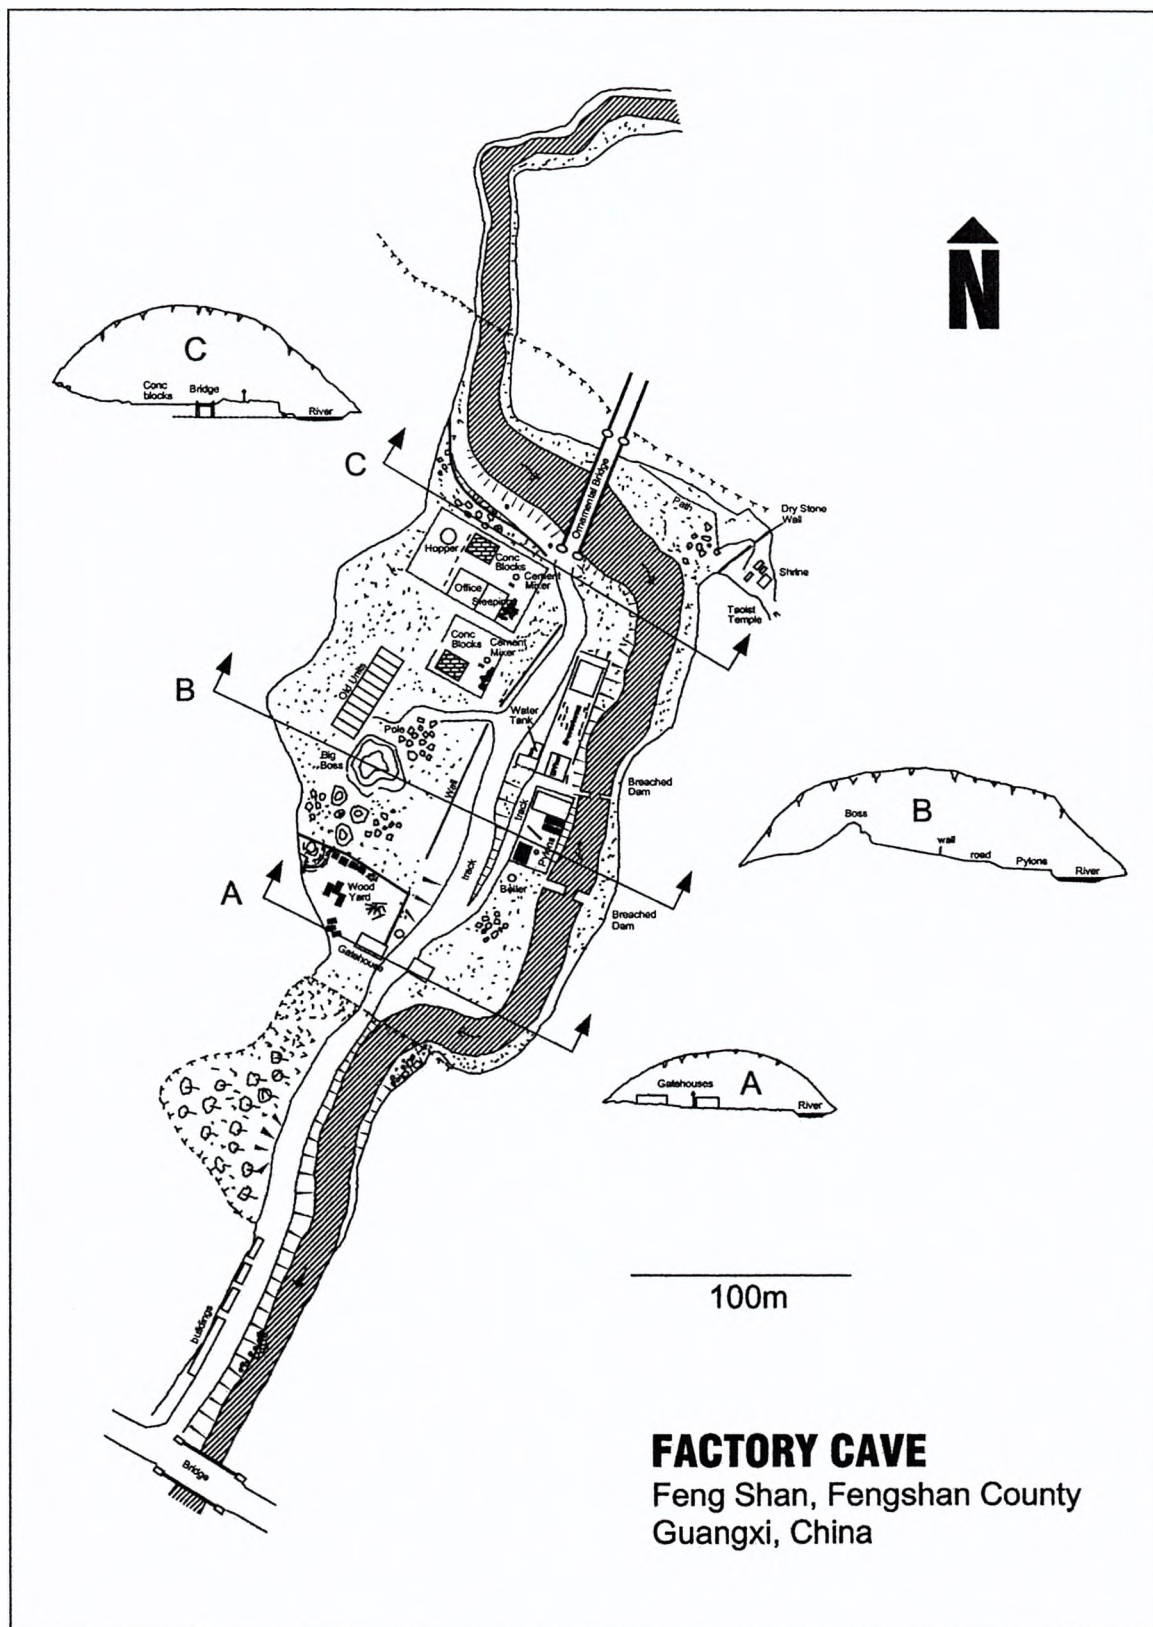 N
C
Conc
blocks
Bridge
River
C
Ornamental Bridge
Path
Dry Stone
Wall
Hopper
Conc
Blocks
Cement
Mixer
Office
Sleeping
Shrine
Taoist
Temple
Conc
Blocks
Cement
Mixer
B
Old Units
Water
Tank
Pole
Big
Boss
Wall
track
Breached
Dam
B
Boss
wall
road
Pylons
River
track
Pylons
A
Wood
Yard
Boiler
Breached
Dam
Gatehouse
A
Gatehouses
River
buildings
100m
Bridge
FACTORY CAVE
Feng Shan, Fengshan County
Guangxi, China